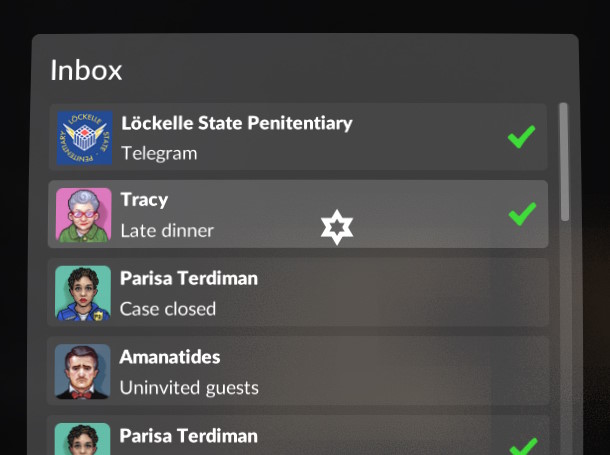 Inbox
LÖCKELLE STATE PENITENTIARY
Löckelle State Penitentiary
Telegram
Tracy
Late dinner
Parisa Terdiman
Case closed
Amanatides
Uninvited guests
Parisa Terdiman